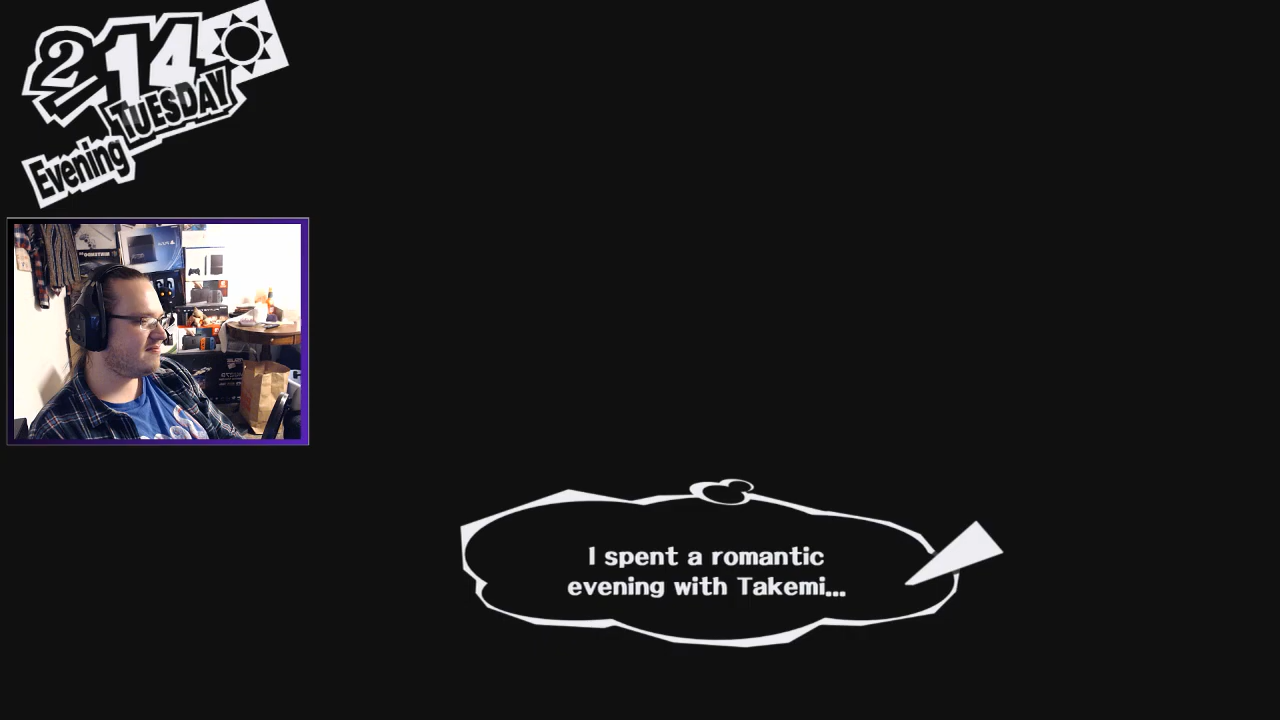 2/14
TUESDAY
Evening
I spent a romantic
evening with Takemi...